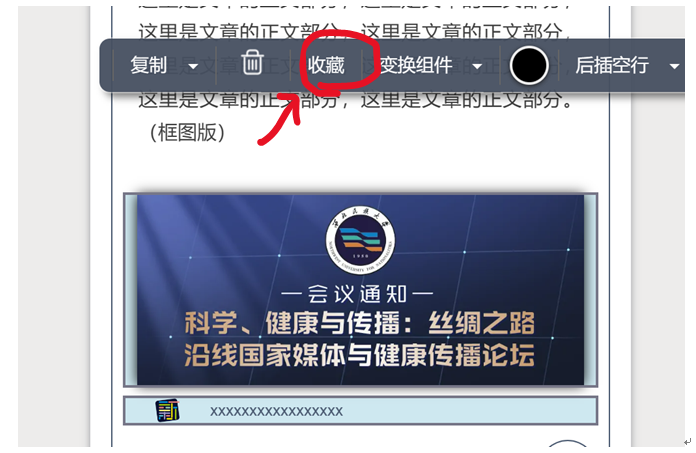 这里是文章的正文部分，这里是文章的正文部分，
复制 收藏 变换组件 后插空行
这里是文章的正文部分，这里是文章的正文部分。
（框图版）
会议通知
科学、健康与传播：丝绸之路
沿线国家媒体与健康传播论坛
新 xxxxxxxxxxxxxxxxx